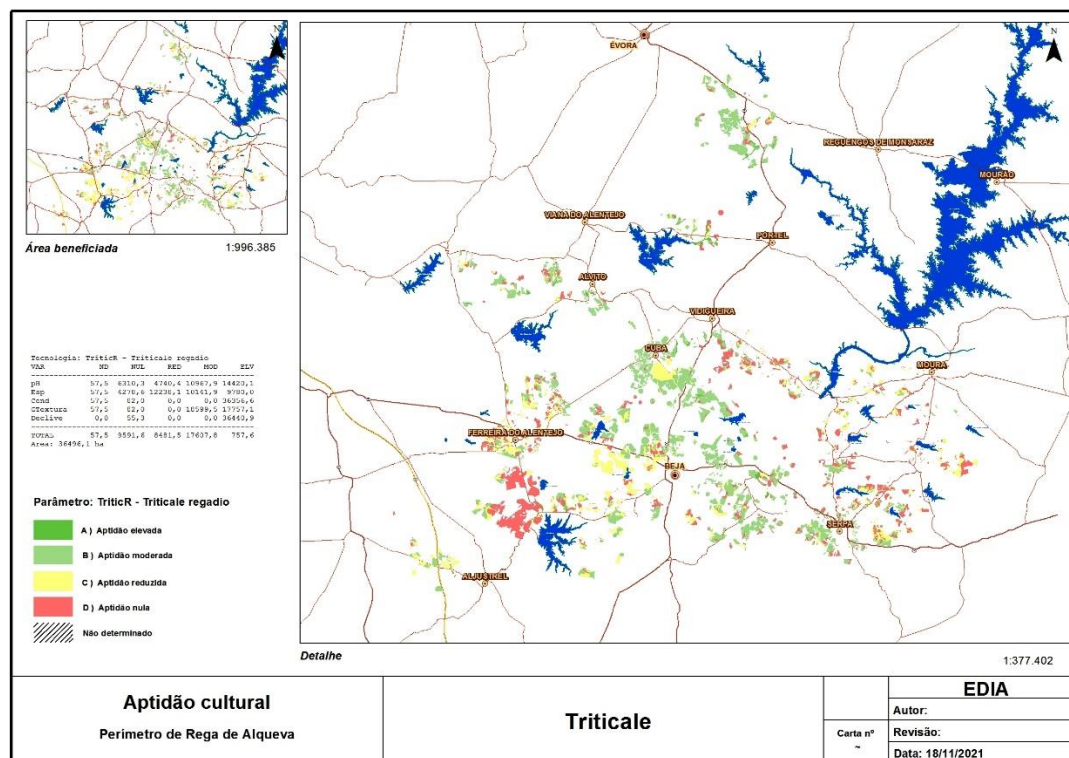 N
Área beneficiada
1:996.385
Tecnologia: TriticR - Triticale regadio
VAR ND NUL RED MOD ELV
pH 57,5 6310,3 4740,4 10967,9 14420,1
Esp 57,5 4278,6 12238,1 10141,9 9780,0
Cond 57,5 82,0 0,0 0,0 36356,6
GTextura 57,5 82,0 0,0 18599,5 17757,1
Declive 0,0 55,3 0,0 0,0 36440,9
TOTAL 57,5 9591,6 8481,5 17607,8 757,6
Area: 36496,1 ha
Parâmetro: TriticR - Triticale regadio
A ) Aptidão elevada
B ) Aptidão moderada
C ) Aptidão reduzida
D ) Aptidão nula
Não determinado
N
ÉVORA
REGUENGOS DE MONSARAZ
MOURÃO
VIANA DO ALENTEJO
PORTEL
ALVITO
VIDIGUEIRA
CUBA
MOURA
FERREIRA DO ALENTEJO
BEJA
SERPA
ALJUSTREL
Detalhe
1:377.402
Aptidão cultural
Perímetro de Rega de Alqueva
Triticale
Carta nº
~
EDIA
Autor:
Revisão:
Data: 18/11/2021